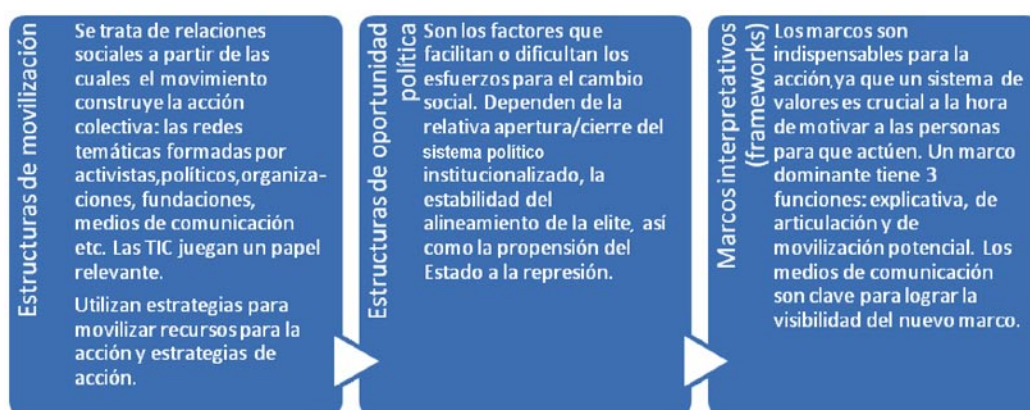 Estructuras de movilización
Se trata de relaciones
sociales a partir de las
cuales el movimiento
construye la acción
colectiva: las redes
temáticas formadas por
activistas,políticos,organiza-
ciones, fundaciones,
medios de comunicación
etc. Las TIC juegan un papel
relevante.
Utilizan estrategias para
movilizar recursos para la
acción y estrategias de
acción.
Estructuras de oportunidad
política
Son los factores que
facilitan o dificultan los
esfuerzos para el cambio
social. Dependen de la
relativa apertura/cierre del
sistema político
institucionalizado, la
estabilidad del
alineamiento de la elite, así
como la propensión del
Estado a la represión.
Marcos interpretativos
(frameworks)
Los marcos son
indispensables para la
acción,ya que un sistema de
valores es crucial a la hora
de motivar a las personas
para que actúen. Un marco
dominante tiene 3
funciones: explicativa, de
articulación y de
movilización potencial. Los
medios de comunicación
son clave para lograr la
visibilidad del nuevo marco.